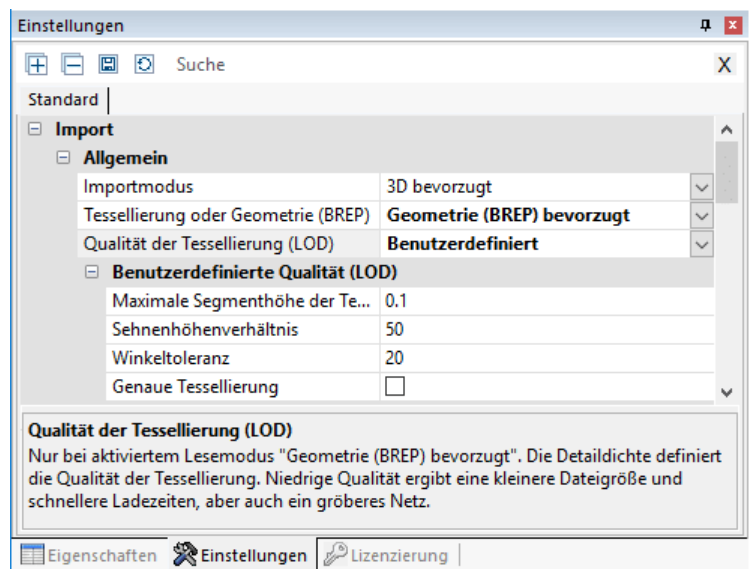 Einstellungen
Suche X
Standard
Import
Allgemein
Importmodus 3D bevorzugt
Tessellierung oder Geometrie (BREP) Geometrie (BREP) bevorzugt
Qualität der Tessellierung (LOD) Benutzerdefiniert
Benutzerdefinierte Qualität (LOD)
Maximale Segmenthöhe der Te... 0.1
Sehnenhöhenverhältnis 50
Winkeltoleranz 20
Genaue Tessellierung
Qualität der Tessellierung (LOD)
Nur bei aktiviertem Lesemodus "Geometrie (BREP) bevorzugt". Die Detaildichte definiert
die Qualität der Tessellierung. Niedrige Qualität ergibt eine kleinere Dateigröße und
schnellere Ladezeiten, aber auch ein gröberes Netz.
Eigenschaften Einstellungen Lizenzierung